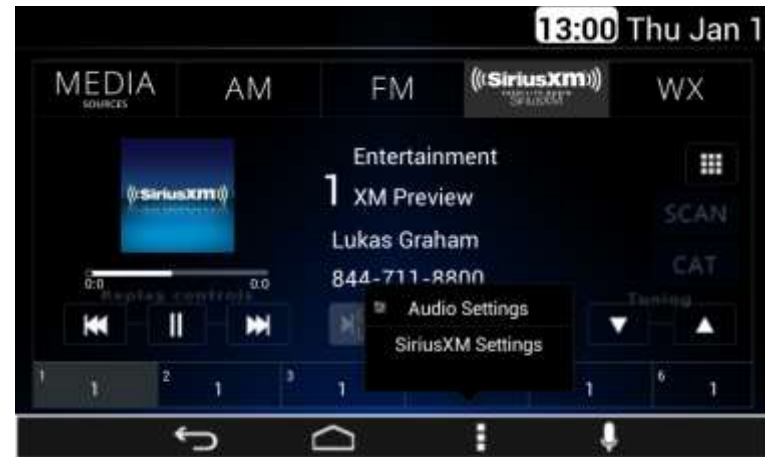 13:00 Thu Jan 1
MEDIA
SOURCES
AM
FM
((SiriusXM))
SiriusXM
WX
((SiriusXM))
Entertainment
1 XM Preview
Lukas Graham
844-711-8800
SCAN
CAT
0:0
0.0
Replay controls
Tuning
Audio Settings
SiriusXM Settings
1 1
2 1
3 1
1
6 1